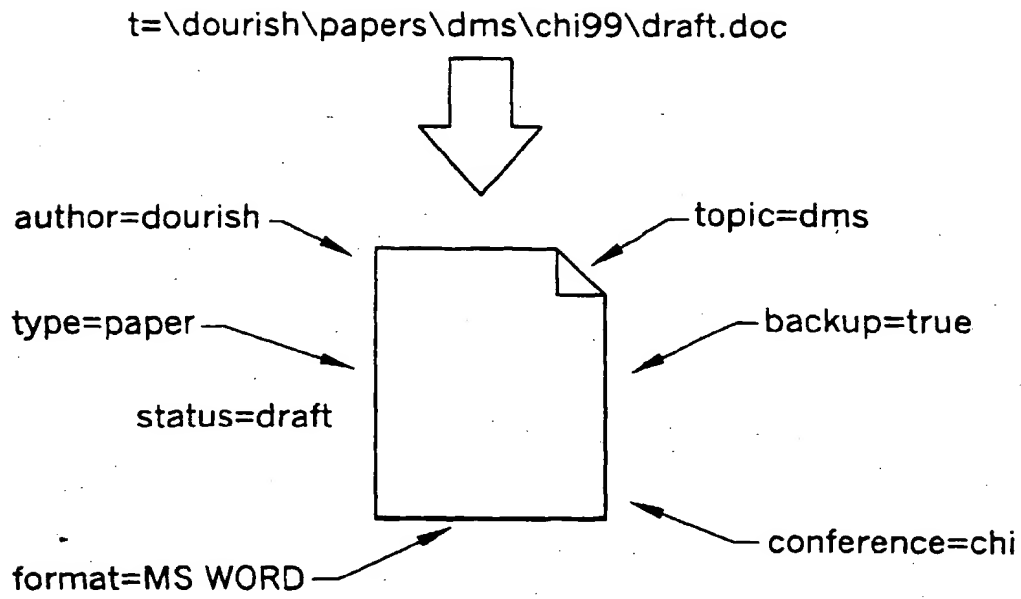 t=\dourish\papers\dms\chi99\draft.doc
author=dourish
topic=dms
type=paper
backup=true
status=draft
conference=chi
format=MS WORD